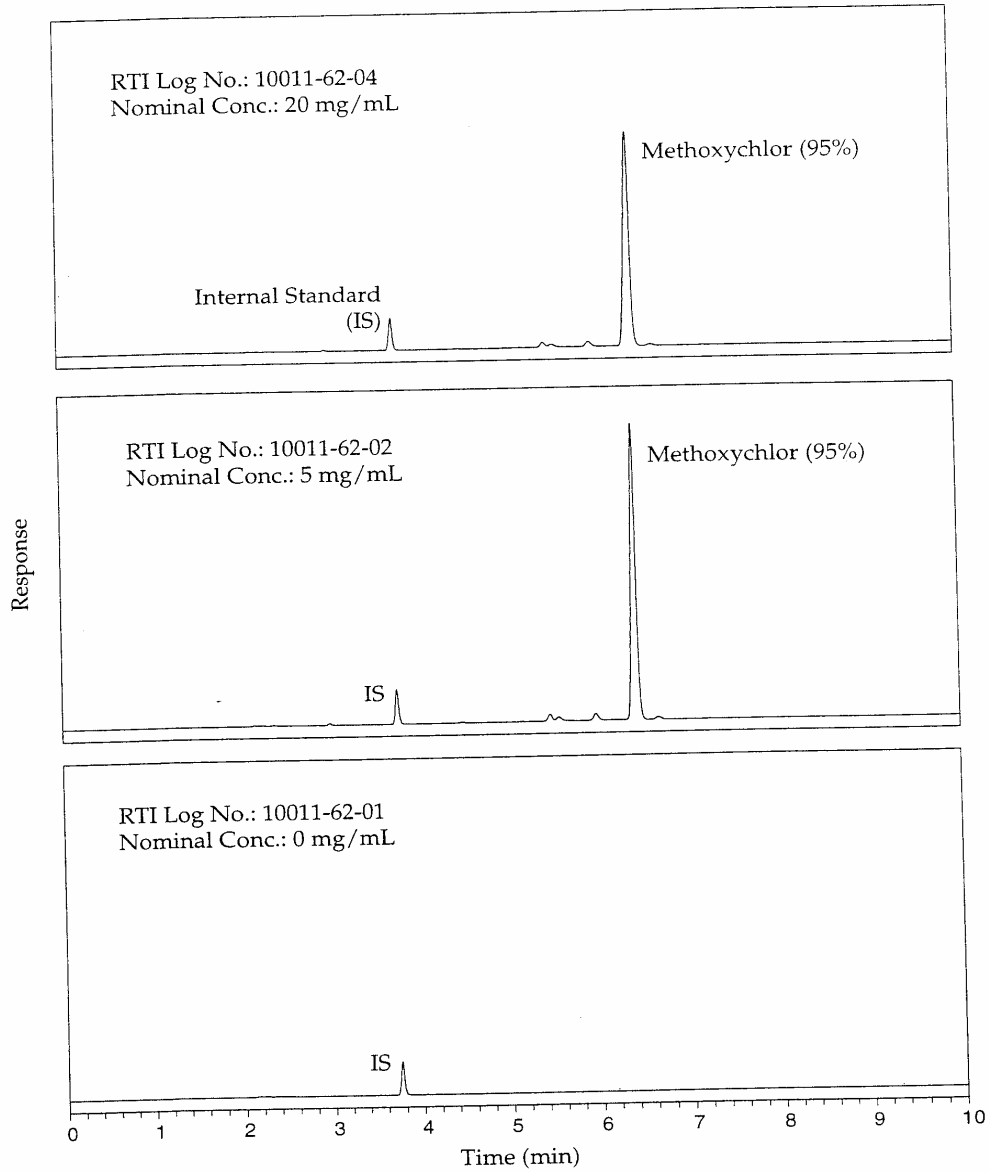 RTI Log No.: 10011-62-04
Nominal Conc.: 20 mg/mL
Methoxychlor (95%)
Internal Standard
(IS)
RTI Log No.: 10011-62-02
Nominal Conc.: 5 mg/mL
Methoxychlor (95%)
IS
Response
RTI Log No.: 10011-62-01
Nominal Conc.: 0 mg/mL
IS
0 1 2 3 4 5 6 7 8 9 10
Time (min)